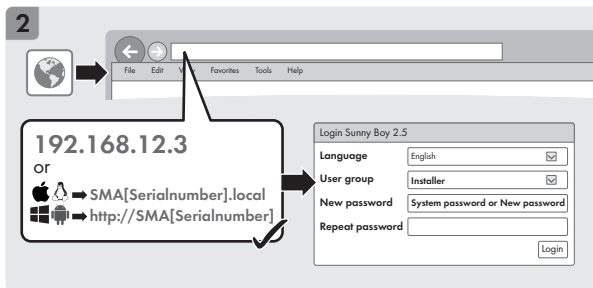 2
File Edit Favorites Tools Help
192.168.12.3
or
SMA[Serialnumber].local
http://SMA[Serialnumber]
Login Sunny Boy 2.5
Language English
User group Installer
New password System password or New password
Repeat password
Login